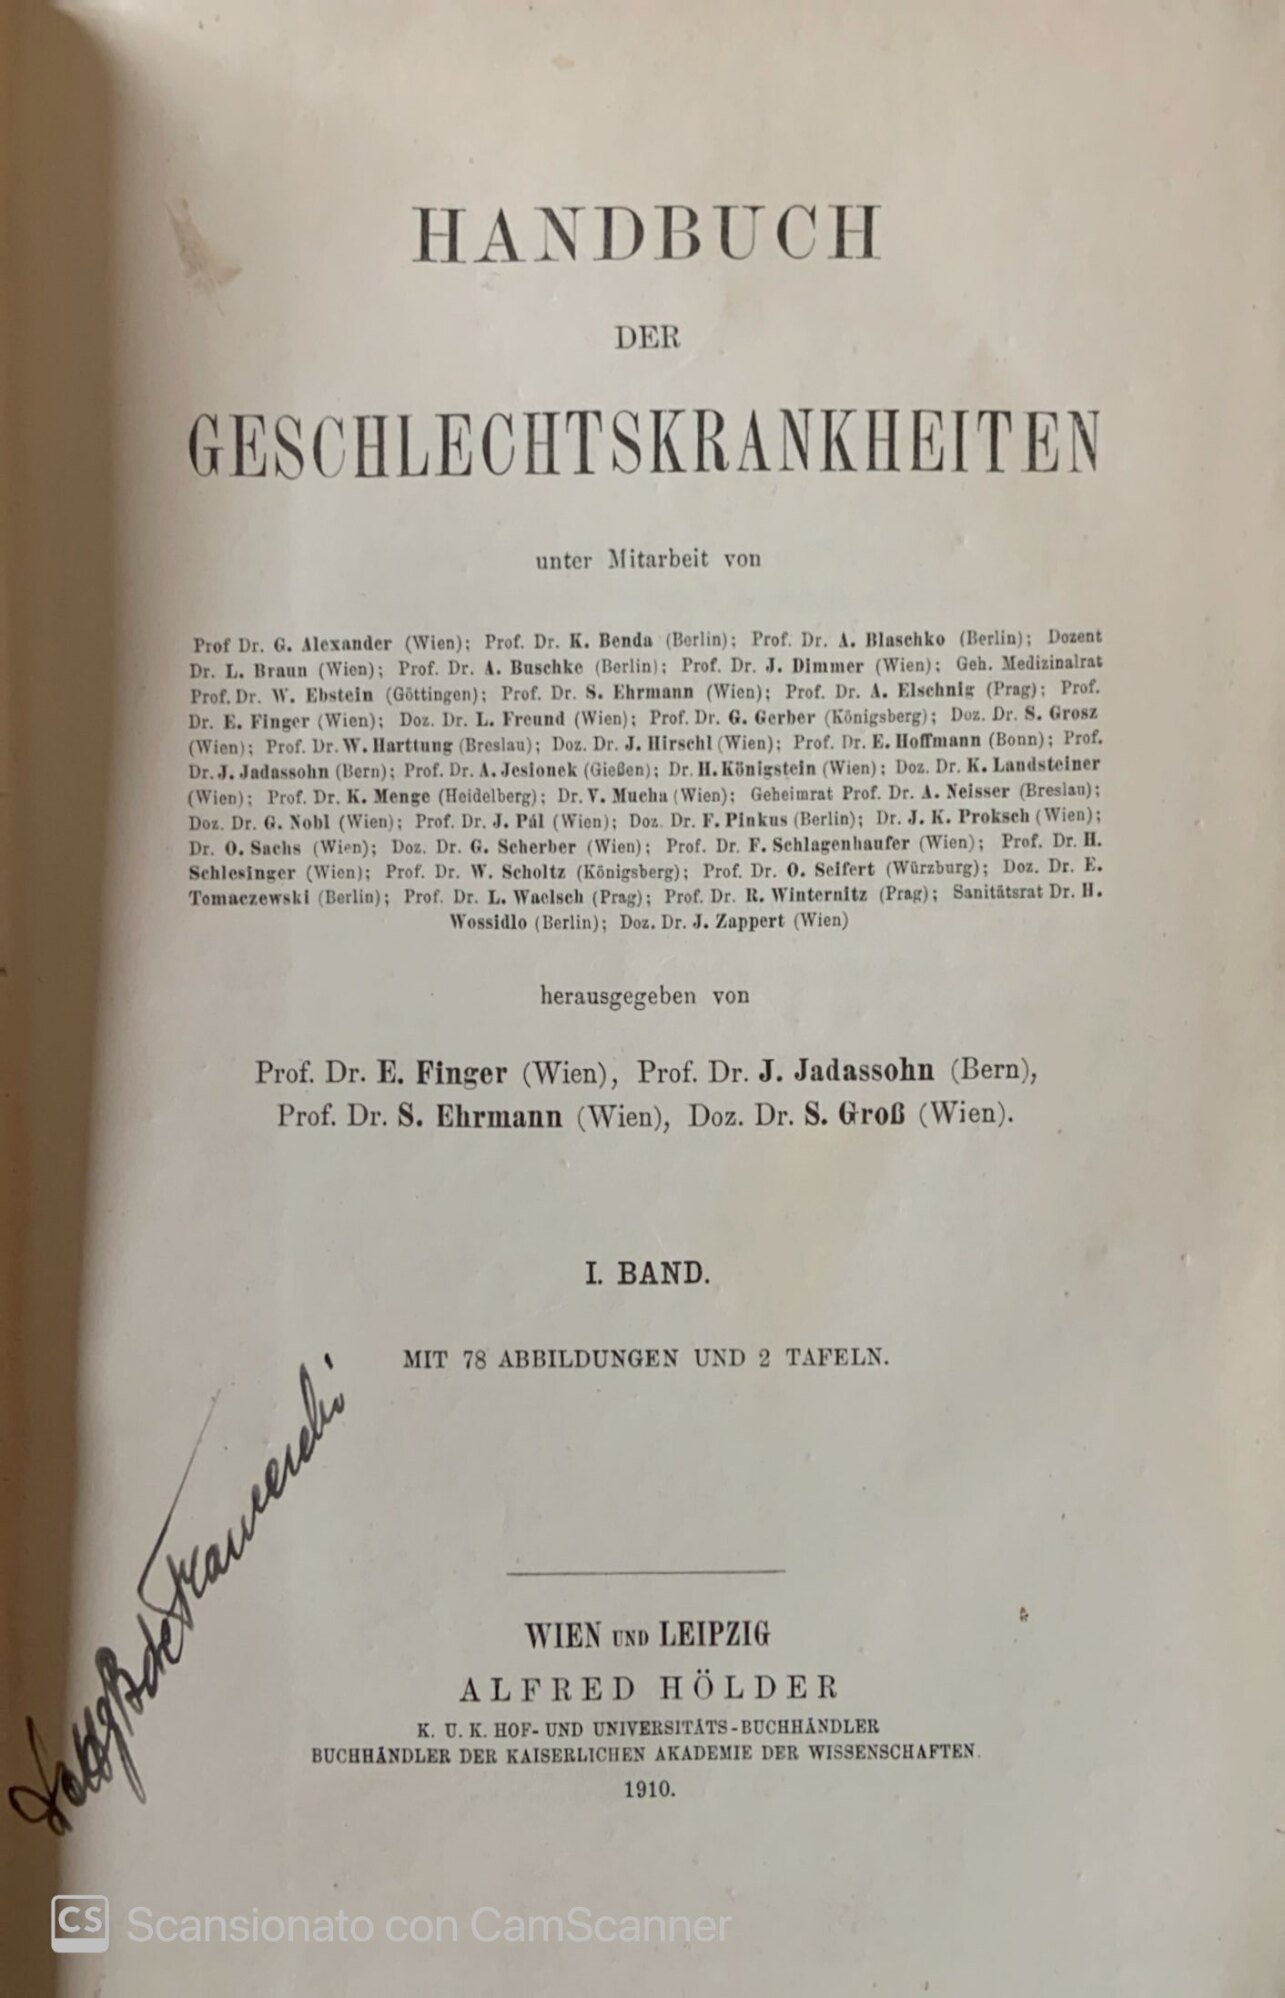 HANDBUCH
DER
GESCHLECHTSKRANKHEITEN
unter Mitarbeit von
Prof Dr. G. Alexander (Wien); Prof. Dr. K. Benda (Berlin); Prof. Dr. A. Blaschko (Berlin); Dozent
Dr. L. Braun (Wien); Prof. Dr. A. Buschke (Berlin); Prof. Dr. J. Dimmer (Wien); Geh. Medizinalrat
Prof. Dr. W. Ebstein (Göttingen); Prof. Dr. S. Ehrmann (Wien); Prof. Dr. A. Elschnig (Prag); Prof.
Dr. E. Finger (Wien); Doz. Dr. L. Freund (Wien); Prof. Dr. G. Gerber (Königsberg); Doz. Dr. S. Grosz
(Wien); Prof. Dr. W. Harttung (Breslau); Doz. Dr. J. Hirschl (Wien); Prof. Dr. E. Hoffmann (Bonn); Prof.
Dr. J. Jadassohn (Bern); Prof. Dr. A. Jesionek (Gießen); Dr. H. Königstein (Wien); Doz. Dr. K. Landsteiner
(Wien); Prof. Dr. K. Menge (Heidelberg); Dr. V. Mucha (Wien); Geheimrat Prof. Dr. A. Neisser (Breslau);
Doz. Dr. G. Nobl (Wien); Prof. Dr. J. Pál (Wien); Doz. Dr. F. Pinkus (Berlin); Dr. J. K. Proksch (Wien);
Dr. O. Sachs (Wien); Doz. Dr. G. Scherber (Wien); Prof. Dr. F. Schlagenhaufer (Wien); Prof. Dr. H.
Schlesinger (Wien); Prof. Dr. W. Scholtz (Königsberg); Prof. Dr. O. Seifert (Würzburg); Doz. Dr. E.
Tomaczewski (Berlin); Prof. Dr. L. Waelsch (Prag); Prof. Dr. R. Winternitz (Prag); Sanitätsrat Dr. H.
Wossidlo (Berlin); Doz. Dr. J. Zappert (Wien)
herausgegeben von
Prof. Dr. E. Finger (Wien), Prof. Dr. J. Jadassohn (Bern),
Prof. Dr. S. Ehrmann (Wien), Doz. Dr. S. Groß (Wien).
I. BAND.
MIT 78 ABBILDUNGEN UND 2 TAFELN.
WIEN UND LEIPZIG
ALFRED HÖLDER
K. U. K. HOF- UND UNIVERSITÄTS-BUCHHÄNDLER
BUCHHÄNDLER DER KAISERLICHEN AKADEMIE DER WISSENSCHAFTEN.
1910.
CS Scansionato con CamScanner